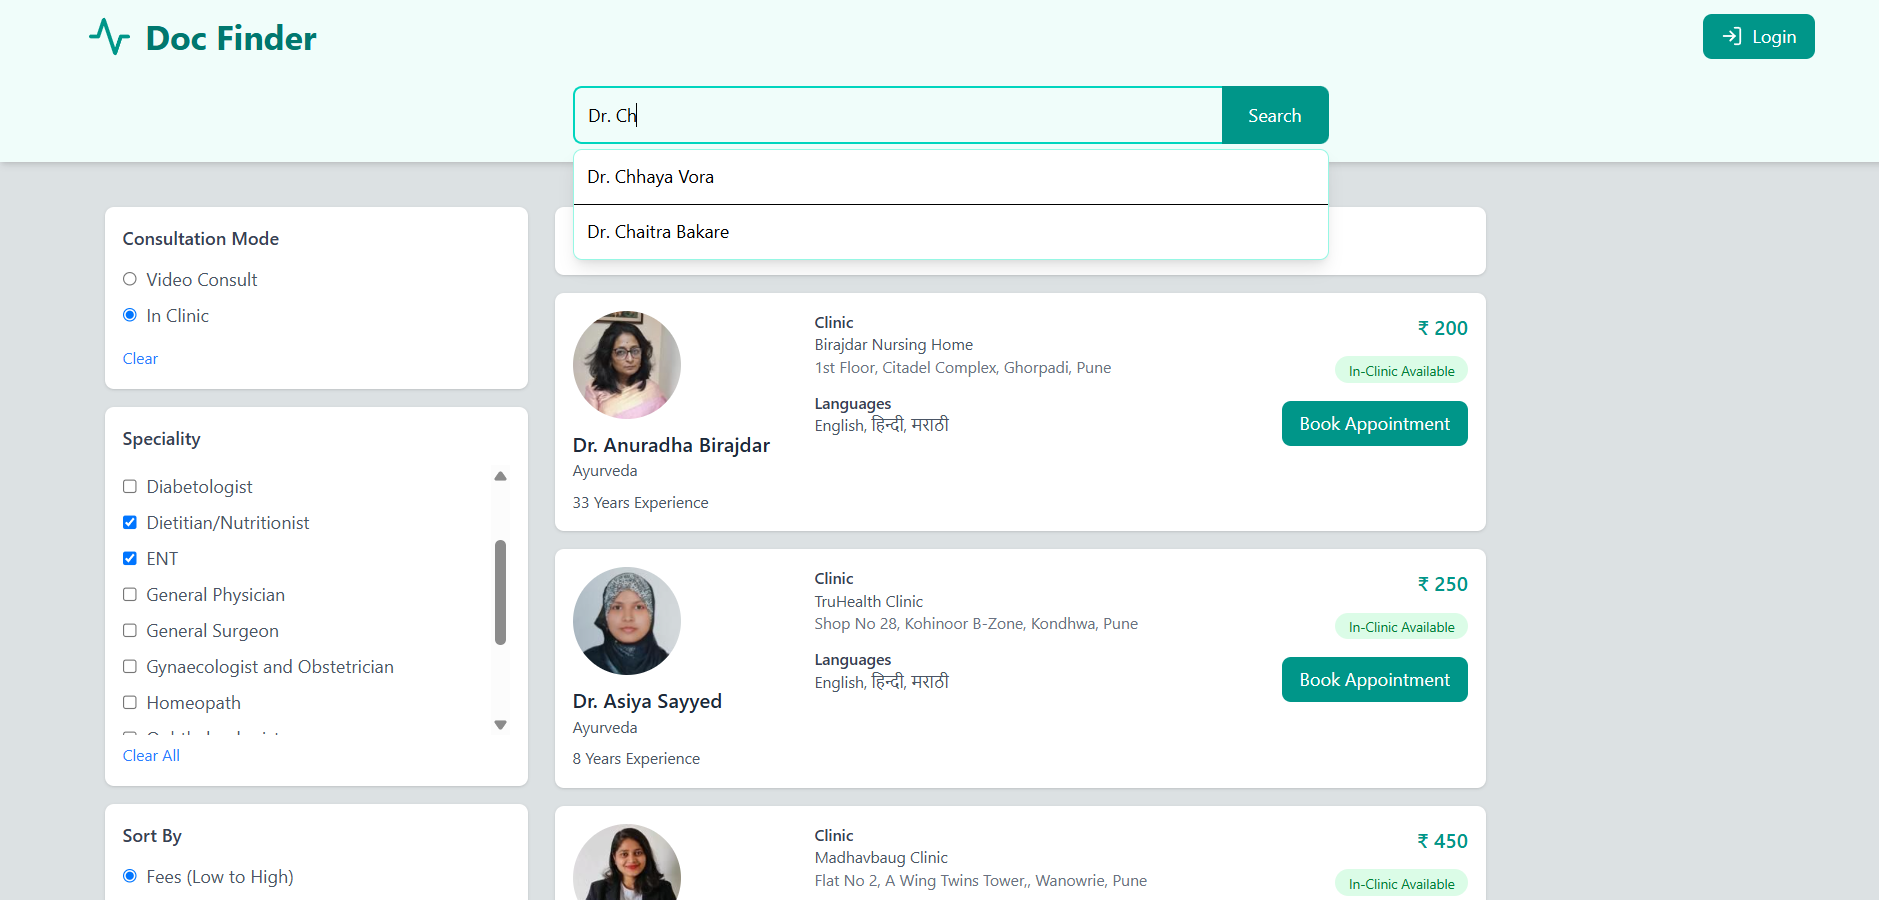 Doc Finder
Login
Dr. Ch
Search
Dr. Chhaya Vora
Dr. Chaitra Bakare
Consultation Mode
Video Consult
In Clinic
Clear
Speciality
Diabetologist
Dietitian/Nutritionist
ENT
General Physician
General Surgeon
Gynaecologist and Obstetrician
Homeopath
Clear All
Sort By
Fees (Low to High)
Dr. Anuradha Birajdar
Ayurveda
33 Years Experience
Clinic
Birajdar Nursing Home
1st Floor, Citadel Complex, Ghorpadi, Pune
Languages
English, हिन्दी, मराठी
₹ 200
In-Clinic Available
Book Appointment
Dr. Asiya Sayyed
Ayurveda
8 Years Experience
Clinic
TruHealth Clinic
Shop No 28, Kohinoor B-Zone, Kondhwa, Pune
Languages
English, हिन्दी, मराठी
₹ 250
In-Clinic Available
Book Appointment
Clinic
Madhavbaug Clinic
Flat No 2, A Wing Twins Tower,, Wanowrie, Pune
₹ 450
In-Clinic Available